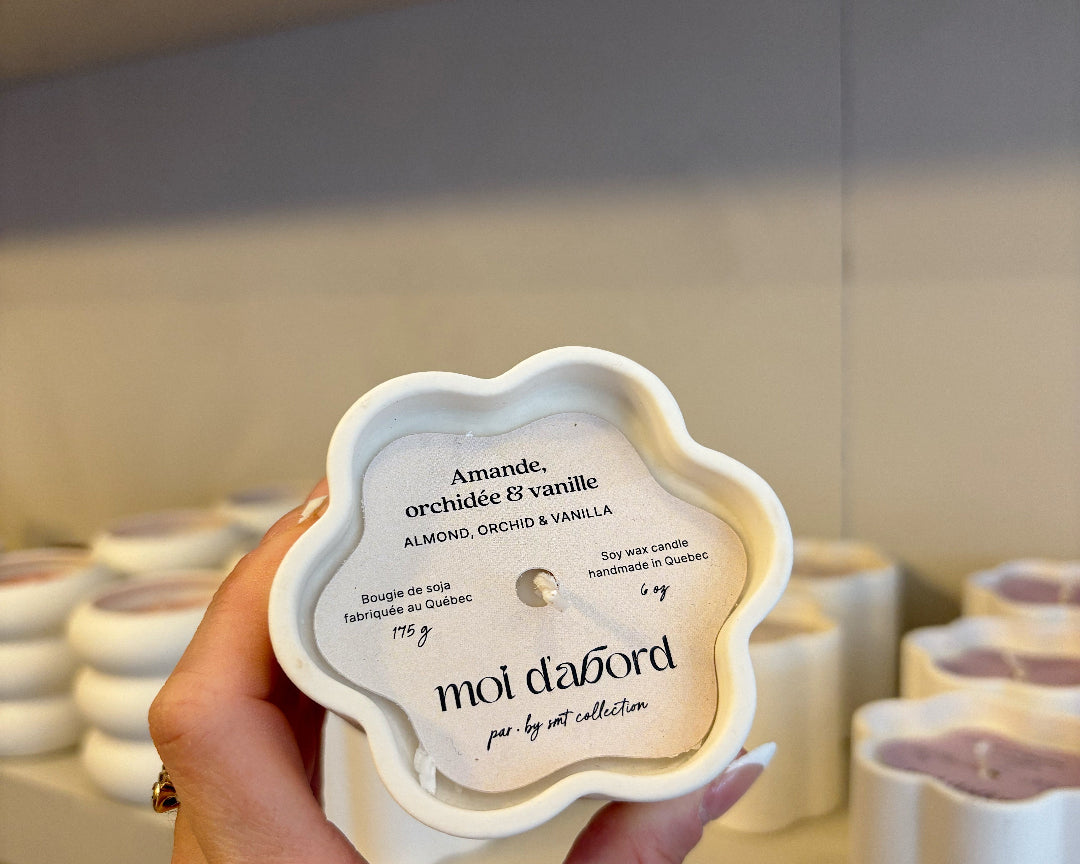 Amande,
orchidée & vanille
ALMOND, ORCHID & VANILLA
Bougie de soja
fabriquée au Québec
175 g
Soy wax candle
handmade in Quebec
6 oz
moi d'abord
par • by smt collection